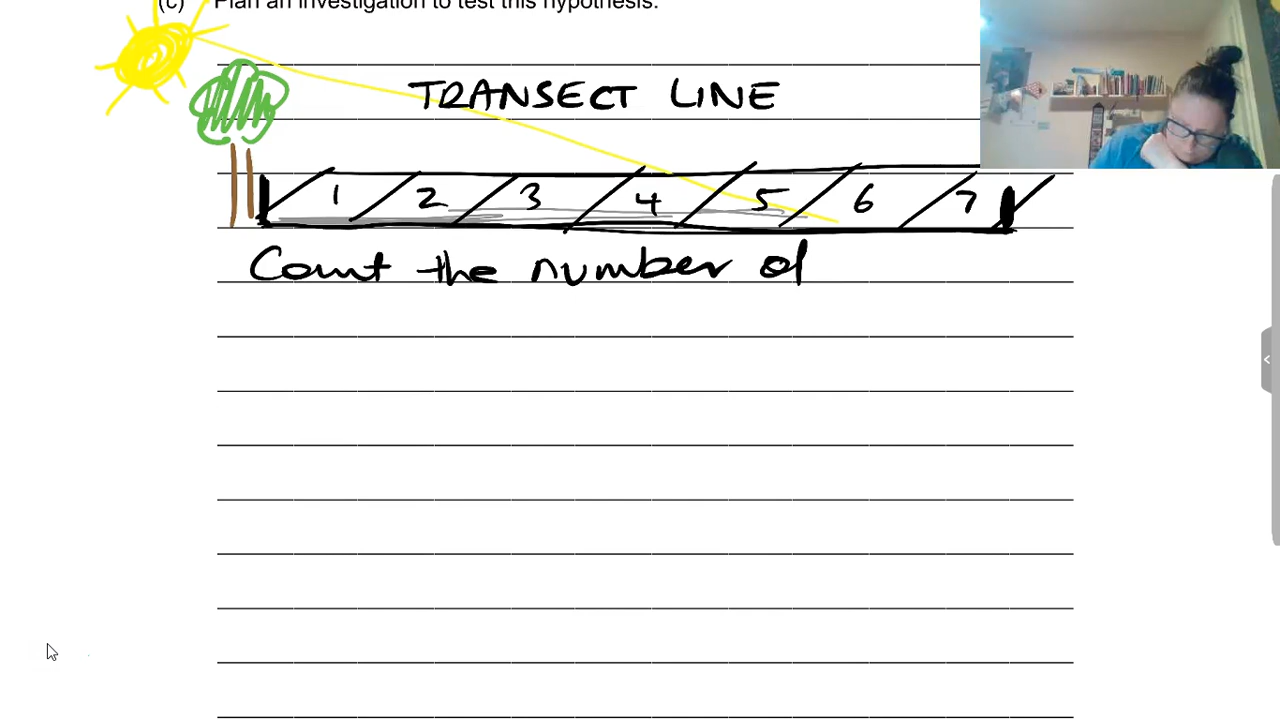 (c) Plan an investigation to test this hypothesis.
TRANSECT LINE
1 2 3 4 5 6 7
Count the number of